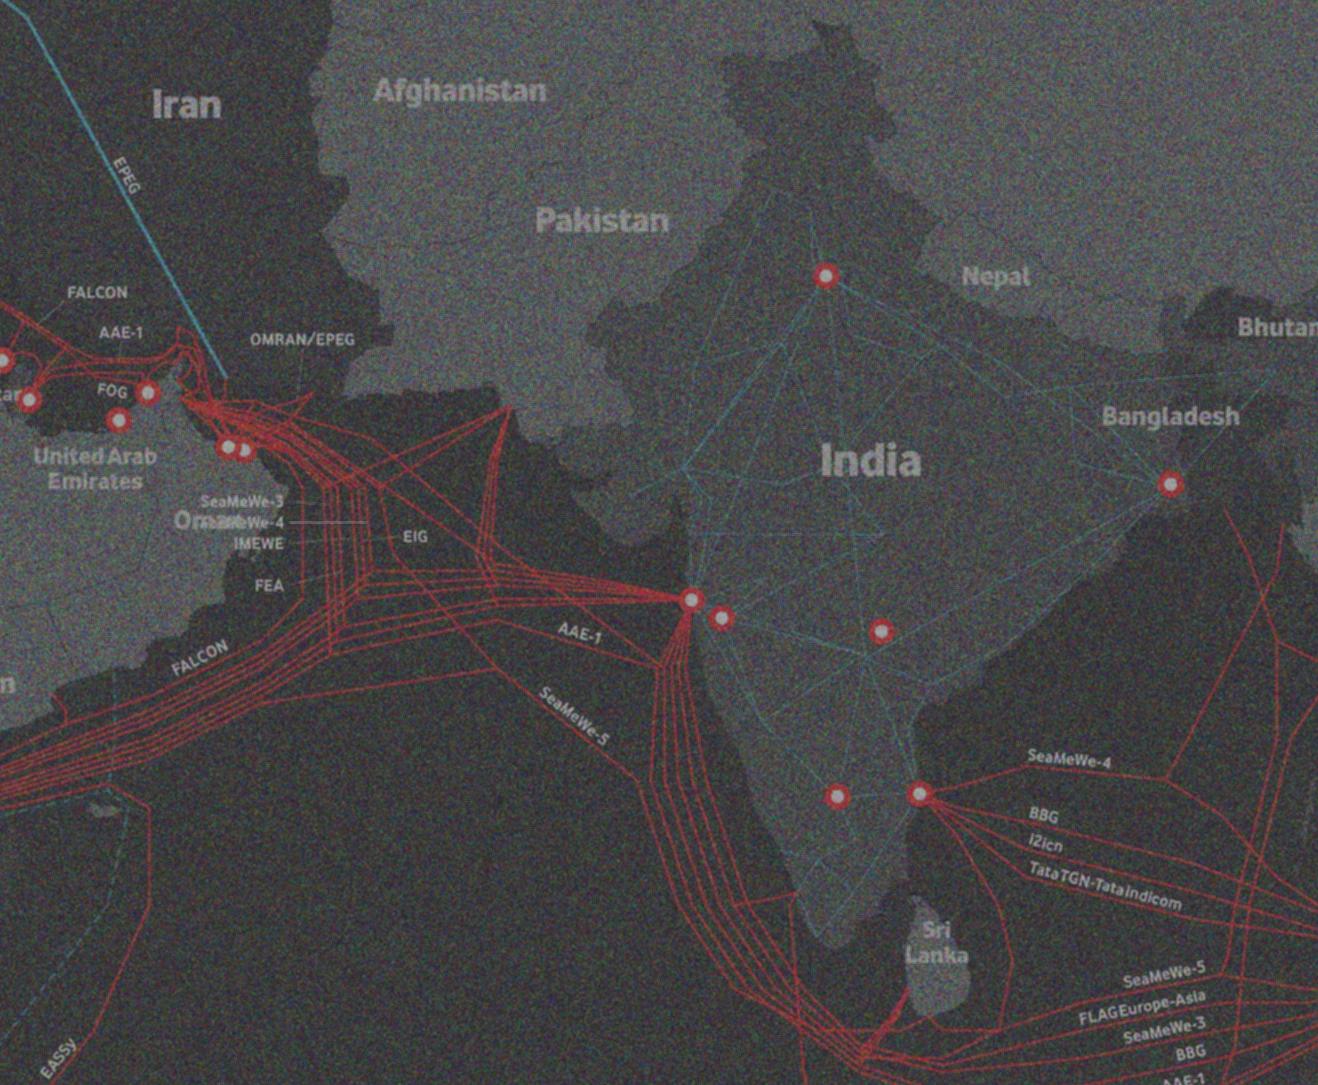 Iran
Afghanistan
EPEG
Pakistan
Nepal
FALCON
AAE-1
OMRAN/EPEG
Bhutan
FOG
Bangladesh
India
United Arab
Emirates
SeaMeWe-3
Oman
SeaMeWe-4
IMEWE
EIG
FEA
AAE-1
FALCON
SeaMeWe-5
SeaMeWe-4
BBG
i2icn
TataTGN-Tataindicom
Sri
Lanka
SeaMeWe-5
FLAGEurope-Asia
SeaMeWe-3
BBG
AAE-1
EASSy